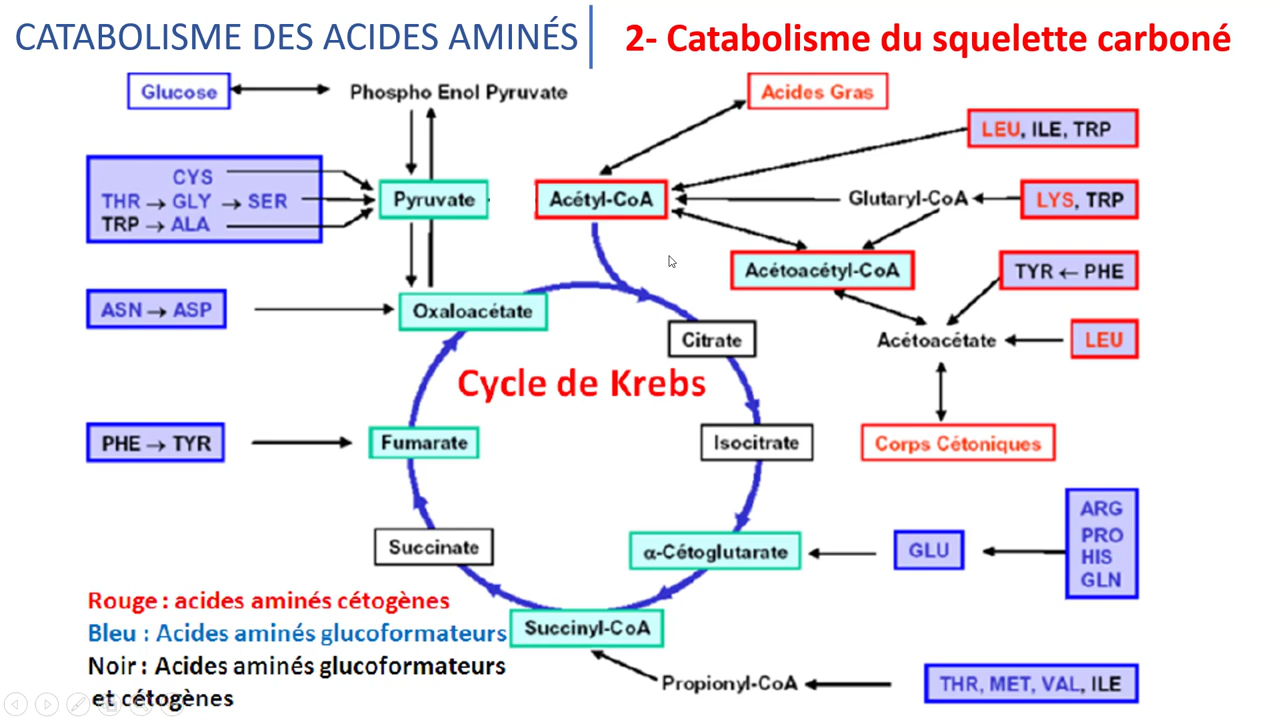 CATABOLISME DES ACIDES AMINÉS
2- Catabolisme du squelette carboné
Glucose
Phospho Enol Pyruvate
Acides Gras
LEU, ILE, TRP
CYS
THR → GLY → SER
TRP → ALA
Pyruvate
Acétyl-CoA
Glutaryl-CoA
LYS, TRP
Acétoacétyl-CoA
TYR ← PHE
ASN → ASP
Oxaloacétate
Citrate
Acétoacétate
LEU
Cycle de Krebs
PHE → TYR
Fumarate
Isocitrate
Corps Cétoniques
Succinate
α-Cétoglutarate
GLU
ARG
PRO
HIS
GLN
Rouge : acides aminés cétogènes
Bleu : Acides aminés glucoformateurs
Noir : Acides aminés glucoformateurs
et cétogènes
Succinyl-CoA
Propionyl-CoA
THR, MET, VAL, ILE